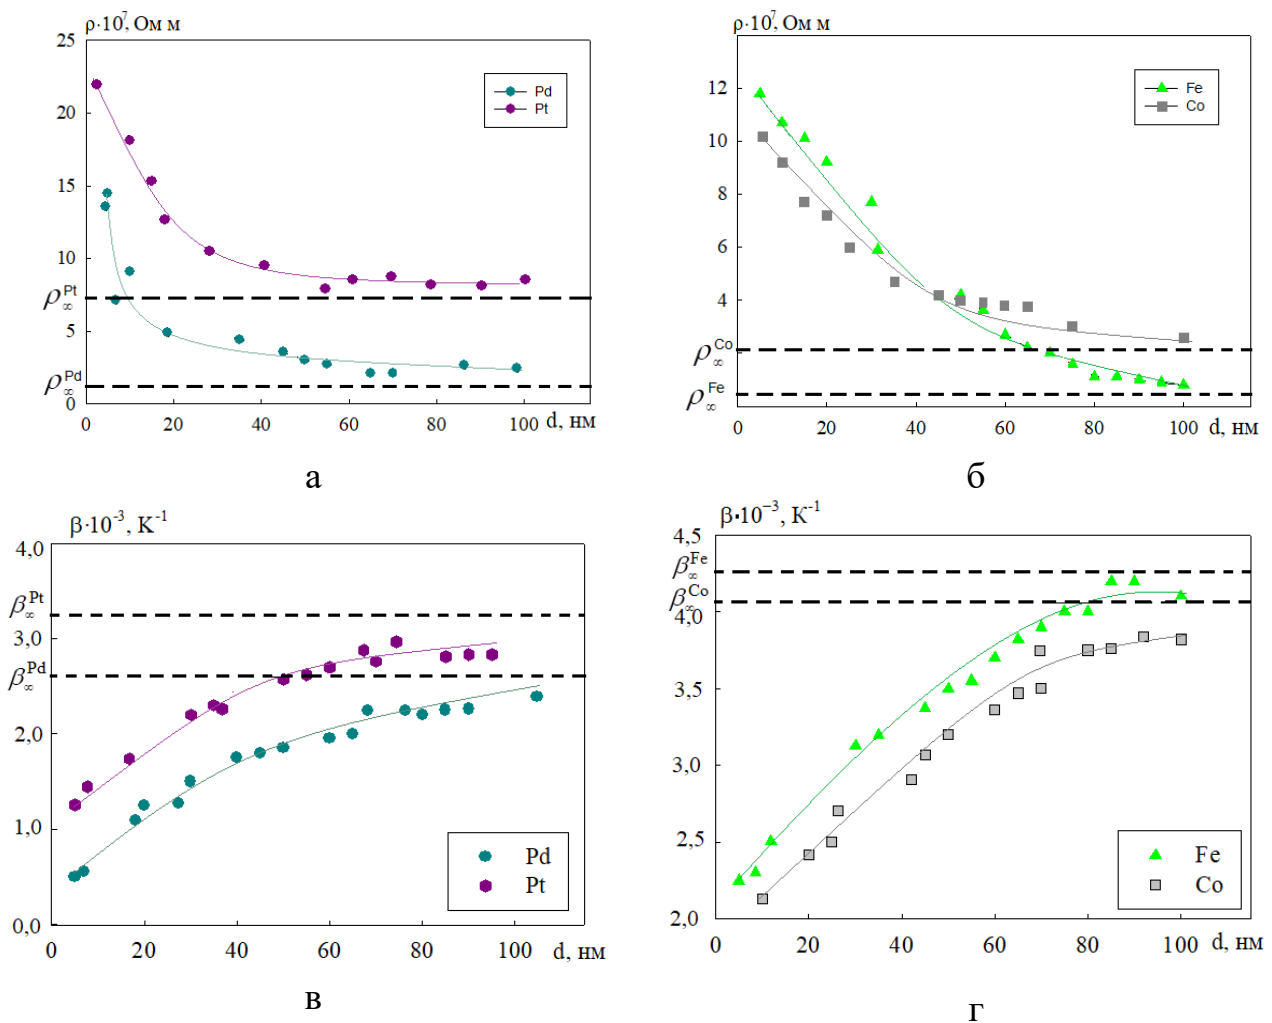 ρ·10⁷, Ом м
25
20
15
10
5
0
ρ∞ᴾᵗ
ρ∞ᴾᵈ
Pd
Pt
0 20 40 60 80 100 d, нм
а
ρ·10⁷, Ом м
12
10
8
6
4
ρ∞ᶜᵒ
ρ∞ᶠᵉ
Fe
Co
0 20 40 60 80 100 d, нм
б
β·10⁻³, K⁻¹
4,0
β∞ᴾᵗ
3,0
β∞ᴾᵈ
2,0
1,0
0,0
Pd
Pt
0 20 40 60 80 100 d, нм
в
β·10⁻³, К⁻¹
4,5
β∞ᶠᵉ
β∞ᶜᵒ
4,0
3,5
3,0
2,5
2,0
Fe
Co
0 20 40 60 80 100 d, нм
г